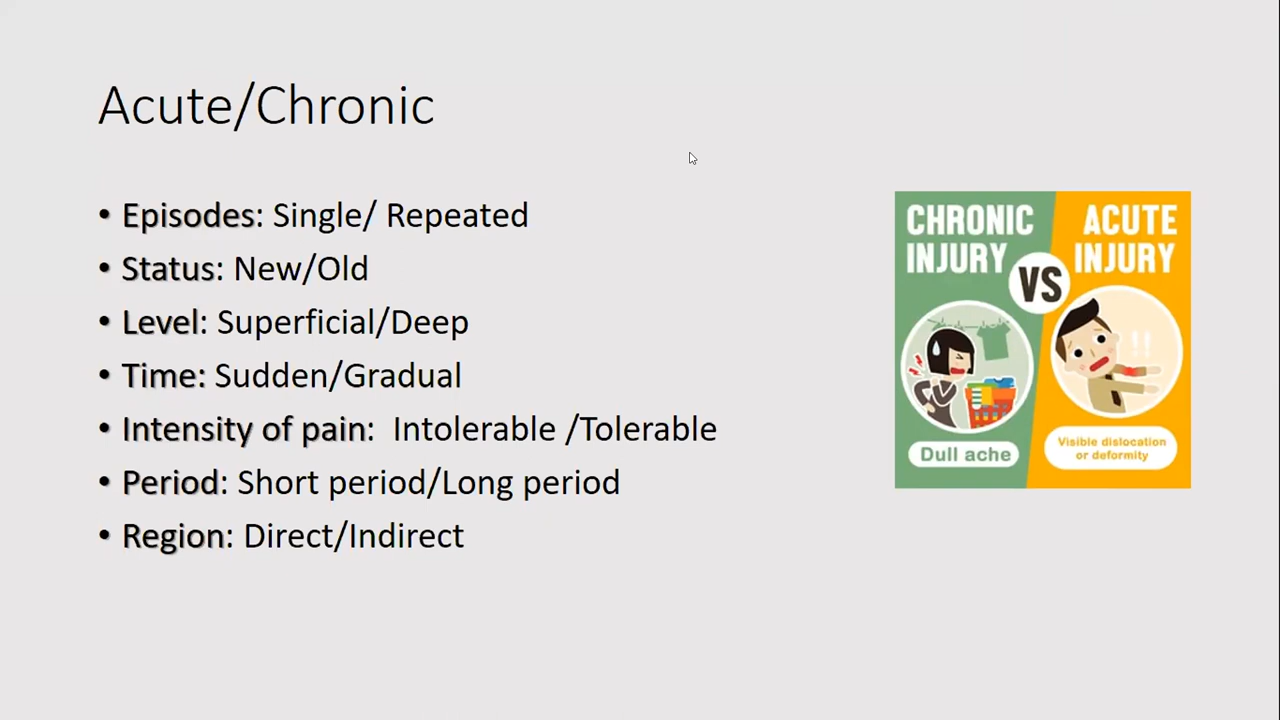 Acute/Chronic
• Episodes: Single/ Repeated
• Status: New/Old
• Level: Superficial/Deep
• Time: Sudden/Gradual
• Intensity of pain:  Intolerable /Tolerable
• Period: Short period/Long period
• Region: Direct/Indirect
CHRONIC
INJURY
VS
ACUTE
INJURY
!!
Dull ache
Visible dislocation
or deformity